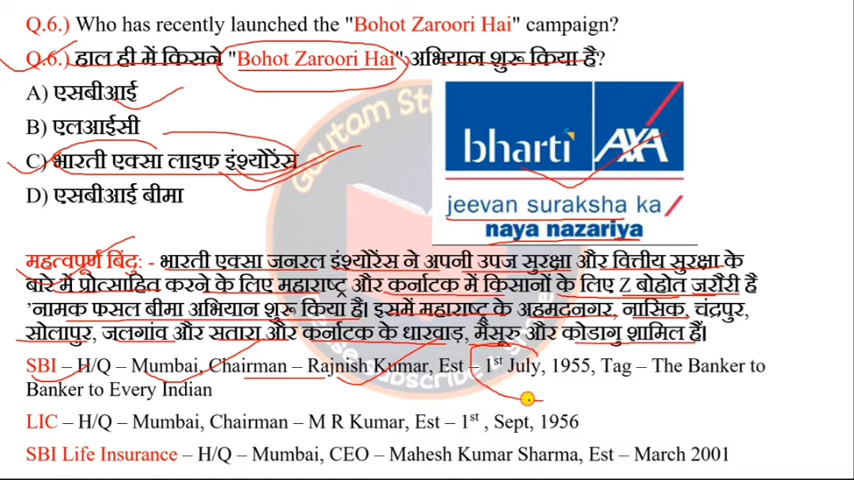 Q.6.) Who has recently launched the "Bohot Zaroori Hai" campaign?
Q.6.) हाल ही में किसने "Bohot Zaroori Hai" अभियान शुरू किया है?
A) एसबीआई
B) एलआईसी
C) भारती एक्सा लाइफ इंश्योरेंस
D) एसबीआई बीमा
bharti AXA
jeevan suraksha ka
naya nazariya
Goutam Sta
se Subscribe
महत्वपूर्ण बिंदु: - भारती एक्सा जनरल इंश्योरेंस ने अपनी उपज सुरक्षा और वित्तीय सुरक्षा के
बारे में प्रोत्साहित करने के लिए महाराष्ट्र और कर्नाटक में किसानों के लिए Z बोहोत जरौरी है
'नामक फसल बीमा अभियान शुरू किया है। इसमें महाराष्ट्र के अहमदनगर, नासिक, चंद्रपुर,
सोलापुर, जलगांव और सतारा और कर्नाटक के धारवाड़, मैसूरु और कोडागु शामिल हैं।
SBI – H/Q – Mumbai, Chairman – Rajnish Kumar, Est – 1st July, 1955, Tag – The Banker to
Banker to Every Indian
LIC – H/Q – Mumbai, Chairman – M R Kumar, Est – 1st , Sept, 1956
SBI Life Insurance – H/Q – Mumbai, CEO – Mahesh Kumar Sharma, Est – March 2001